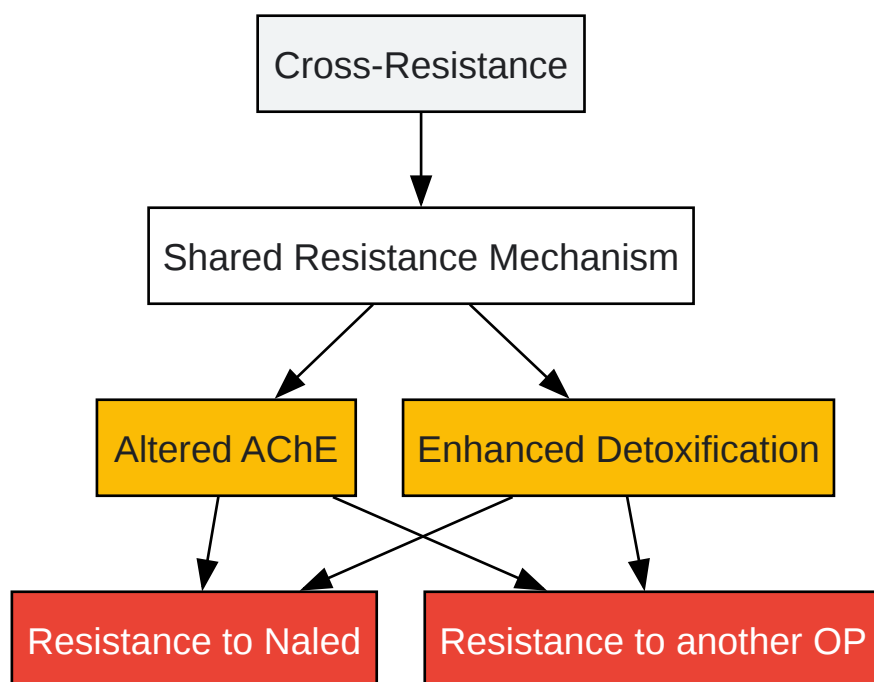 Cross-Resistance
Shared Resistance Mechanism
Altered AChE
Enhanced Detoxification
Resistance to Naled
Resistance to another OP